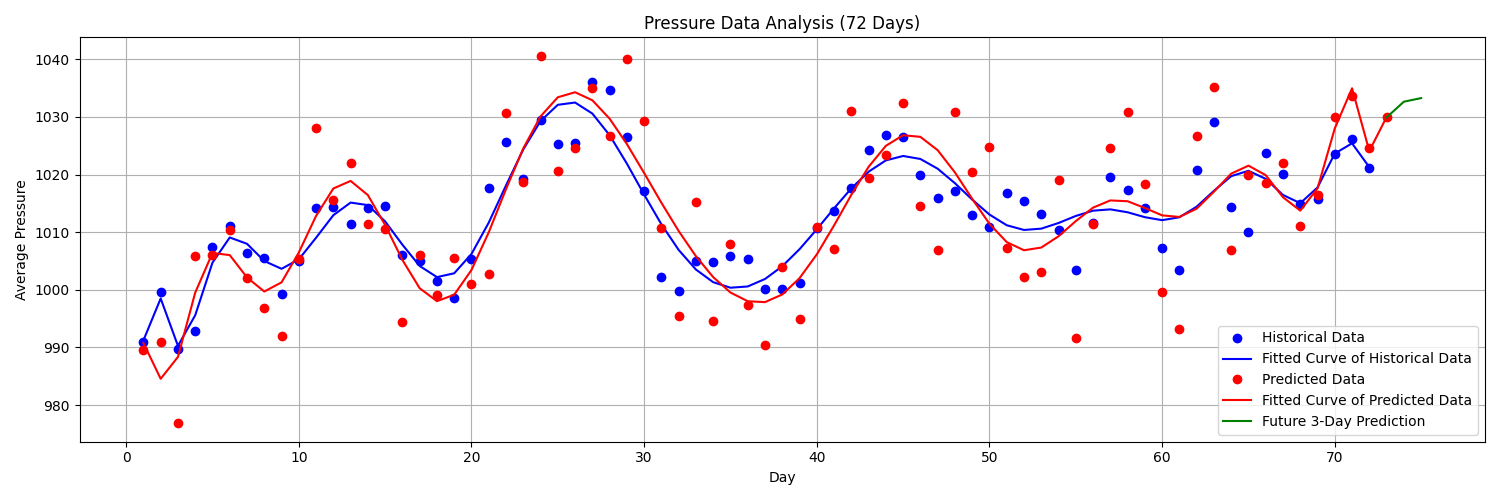 Pressure Data Analysis (72 Days)
Average Pressure
1040
1030
1020
1010
1000
990
980
0 10 20 30 40 50 60 70
Day
Historical Data
Fitted Curve of Historical Data
Predicted Data
Fitted Curve of Predicted Data
Future 3-Day Prediction